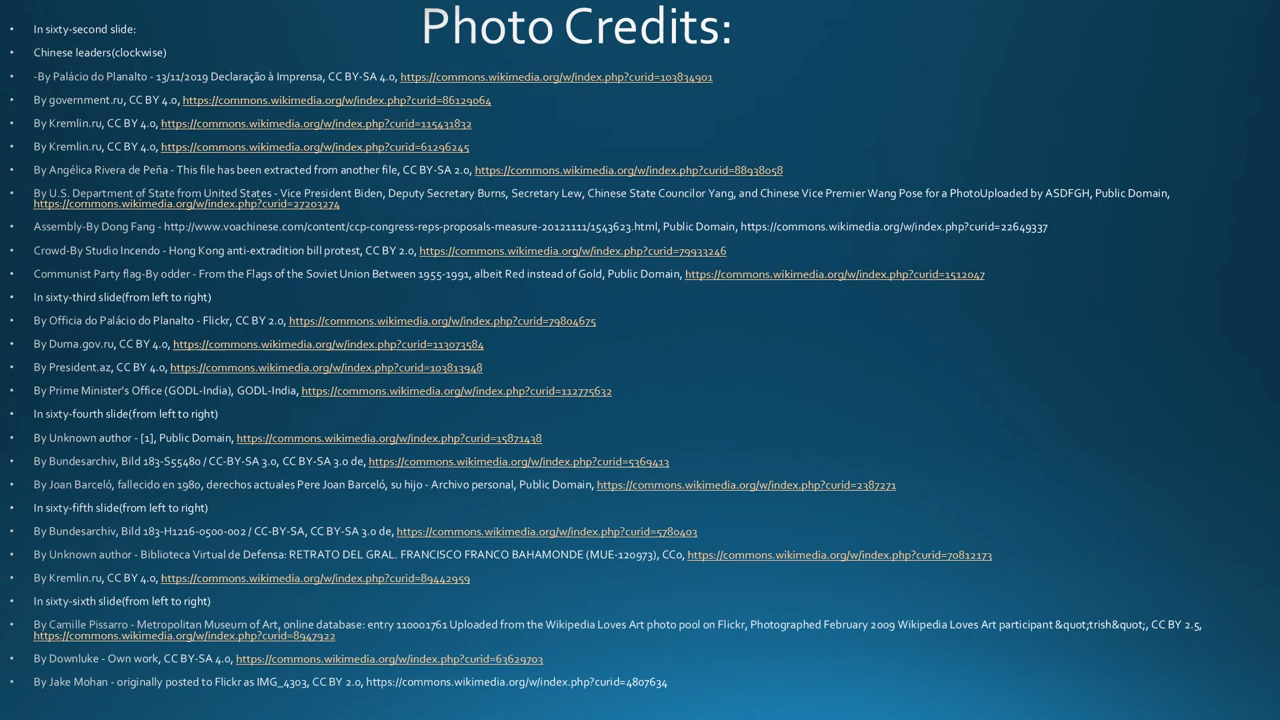 Photo Credits:
• In sixty-second slide:
• Chinese leaders(clockwise)
• -By Palácio do Planalto - 13/11/2019 Declaração à Imprensa, CC BY-SA 4.0, https://commons.wikimedia.org/w/index.php?curid=103834901
• By government.ru, CC BY 4.0, https://commons.wikimedia.org/w/index.php?curid=86129064
• By Kremlin.ru, CC BY 4.0, https://commons.wikimedia.org/w/index.php?curid=115431832
• By Kremlin.ru, CC BY 4.0, https://commons.wikimedia.org/w/index.php?curid=61296245
• By Angélica Rivera de Peña - This file has been extracted from another file, CC BY-SA 2.0, https://commons.wikimedia.org/w/index.php?curid=88938058
• By U.S. Department of State from United States - Vice President Biden, Deputy Secretary Burns, Secretary Lew, Chinese State Councilor Yang, and Chinese Vice Premier Wang Pose for a PhotoUploaded by ASDFGH, Public Domain,
https://commons.wikimedia.org/w/index.php?curid=27203274
• Assembly-By Dong Fang - http://www.voachinese.com/content/ccp-congress-reps-proposals-measure-20121111/1543623.html, Public Domain, https://commons.wikimedia.org/w/index.php?curid=22649337
• Crowd-By Studio Incendo - Hong Kong anti-extradition bill protest, CC BY 2.0, https://commons.wikimedia.org/w/index.php?curid=79933246
• Communist Party flag-By odder - From the Flags of the Soviet Union Between 1955-1991, albeit Red instead of Gold, Public Domain, https://commons.wikimedia.org/w/index.php?curid=1512047
• In sixty-third slide(from left to right)
• By Officia do Palácio do Planalto - Flickr, CC BY 2.0, https://commons.wikimedia.org/w/index.php?curid=79804675
• By Duma.gov.ru, CC BY 4.0, https://commons.wikimedia.org/w/index.php?curid=113073584
• By President.az, CC BY 4.0, https://commons.wikimedia.org/w/index.php?curid=103813948
• By Prime Minister's Office (GODL-India), GODL-India, https://commons.wikimedia.org/w/index.php?curid=112775632
• In sixty-fourth slide(from left to right)
• By Unknown author - [1], Public Domain, https://commons.wikimedia.org/w/index.php?curid=15871438
• By Bundesarchiv, Bild 183-S55480 / CC-BY-SA 3.0, CC BY-SA 3.0 de, https://commons.wikimedia.org/w/index.php?curid=5369413
• By Joan Barceló, fallecido en 1980, derechos actuales Pere Joan Barceló, su hijo - Archivo personal, Public Domain, https://commons.wikimedia.org/w/index.php?curid=2387271
• In sixty-fifth slide(from left to right)
• By Bundesarchiv, Bild 183-H1216-0500-002 / CC-BY-SA, CC BY-SA 3.0 de, https://commons.wikimedia.org/w/index.php?curid=5780403
• By Unknown author - Biblioteca Virtual de Defensa: RETRATO DEL GRAL. FRANCISCO FRANCO BAHAMONDE (MUE-120973), CC0, https://commons.wikimedia.org/w/index.php?curid=70812173
• By Kremlin.ru, CC BY 4.0, https://commons.wikimedia.org/w/index.php?curid=89442959
• In sixty-sixth slide(from left to right)
• By Camille Pissarro - Metropolitan Museum of Art, online database: entry 110001761 Uploaded from the Wikipedia Loves Art photo pool on Flickr, Photographed February 2009 Wikipedia Loves Art participant &quot;trish&quot;, CC BY 2.5,
https://commons.wikimedia.org/w/index.php?curid=8947922
• By Downluke - Own work, CC BY-SA 4.0, https://commons.wikimedia.org/w/index.php?curid=63629703
• By Jake Mohan - originally posted to Flickr as IMG_4303, CC BY 2.0, https://commons.wikimedia.org/w/index.php?curid=4807634